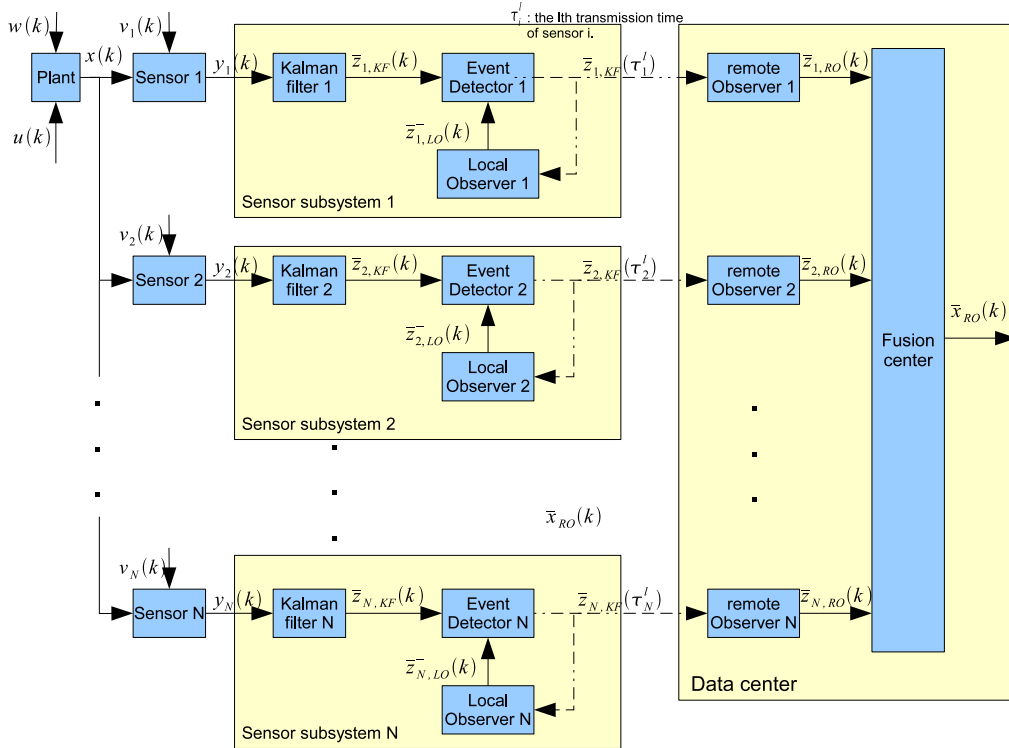 τ_i^l : the lth transmission time
of sensor i.
w(k)
v₁(k)
x(k)
Plant
u(k)
Sensor 1
y₁(k)
Kalman
filter 1
z̅_{1,KF}(k)
Event
Detector 1
z̅_{1,KF}(τ_1^l)
z̅⁻_{1,LO}(k)
Local
Observer 1
Sensor subsystem 1
remote
Observer 1
z̅_{1,RO}(k)
v₂(k)
Sensor 2
y₂(k)
Kalman
filter 2
z̅_{2,KF}(k)
Event
Detector 2
z̅_{2,KF}(τ_2^l)
z̅⁻_{2,LO}(k)
Local
Observer 2
Sensor subsystem 2
remote
Observer 2
z̅_{2,RO}(k)
Fusion
center
x̅_{RO}(k)
x̅_{RO}(k)
v_N(k)
Sensor N
y_N(k)
Kalman
filter N
z̅_{N,KF}(k)
Event
Detector N
z̅_{N,KF}(τ_N^l)
z̅⁻_{N,LO}(k)
Local
Observer N
Sensor subsystem N
remote
Observer N
z̅_{N,RO}(k)
Data center